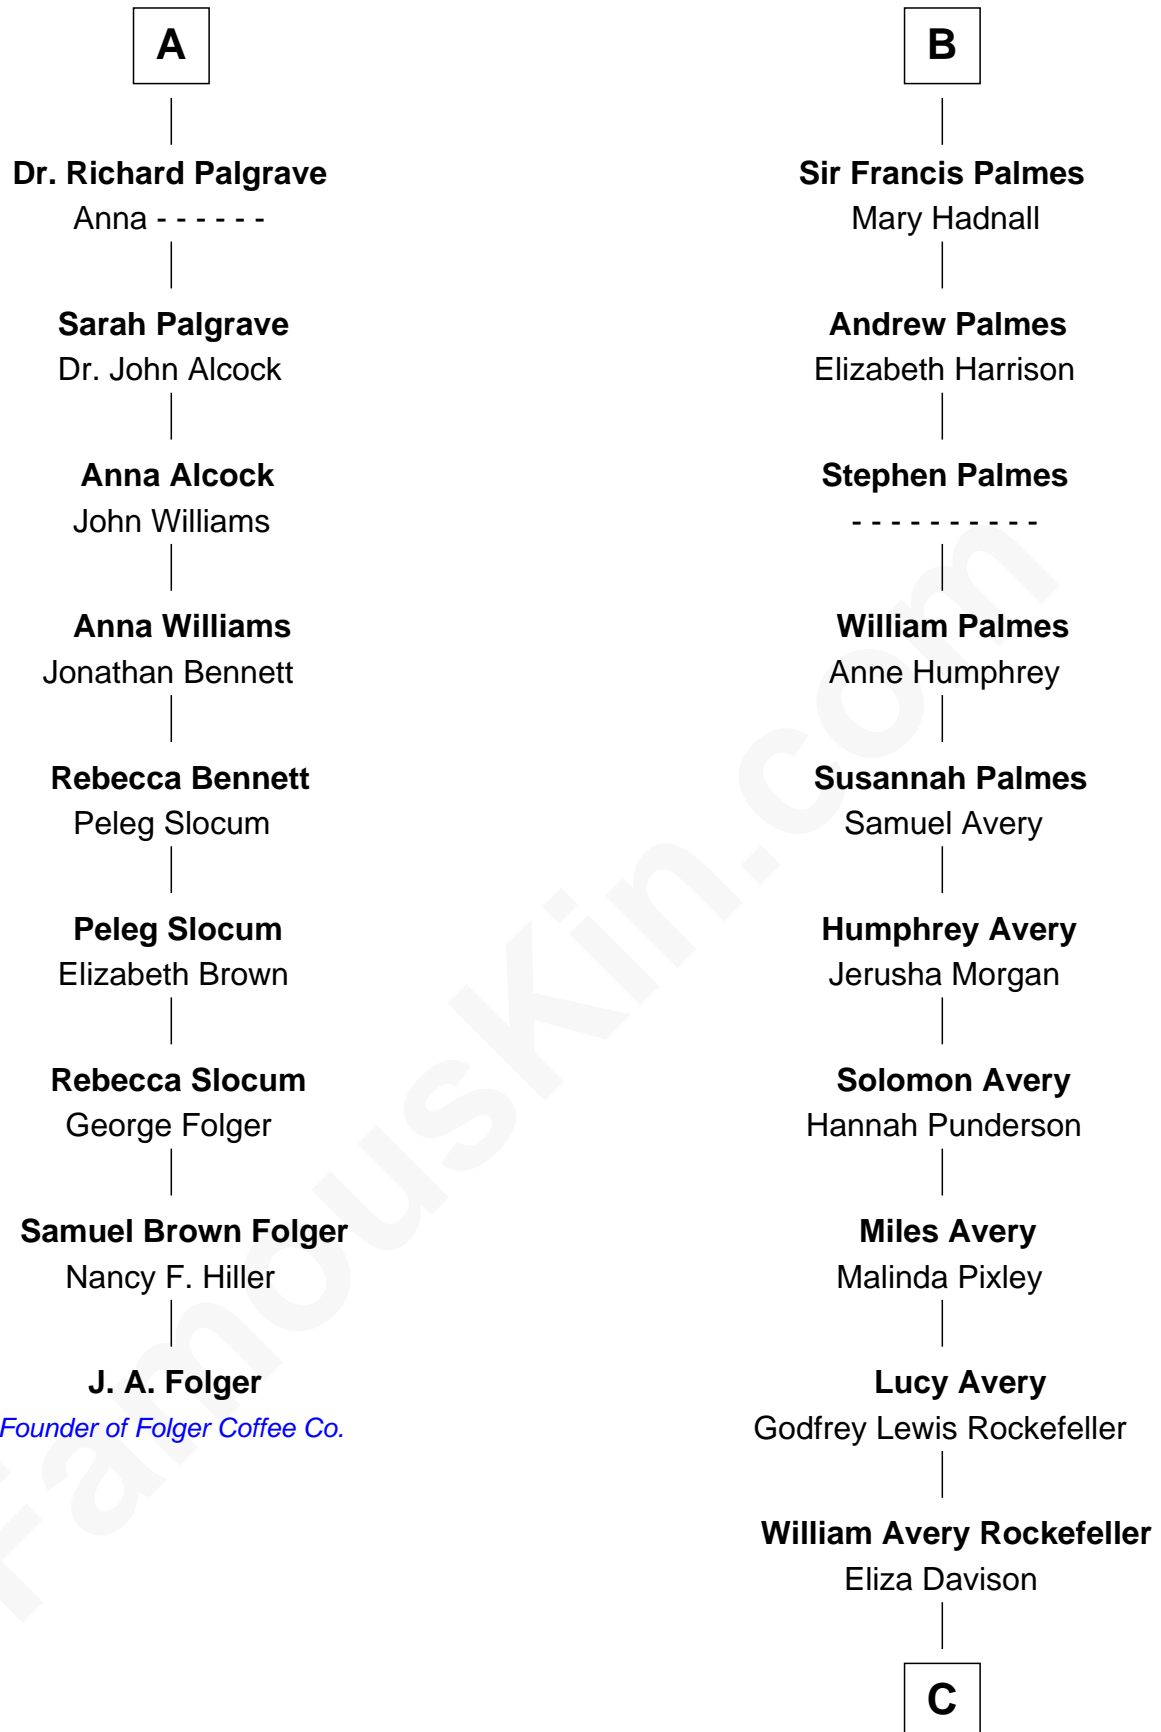 A
Dr. Richard Palgrave
Anna - - - - - -
Sarah Palgrave
Dr. John Alcock
Anna Alcock
John Williams
Anna Williams
Jonathan Bennett
Rebecca Bennett
Peleg Slocum
Peleg Slocum
Elizabeth Brown
Rebecca Slocum
George Folger
Samuel Brown Folger
Nancy F. Hiller
J. A. Folger
Founder of Folger Coffee Co.
B
Sir Francis Palmes
Mary Hadnall
Andrew Palmes
Elizabeth Harrison
Stephen Palmes
- - - - - - - - - -
William Palmes
Anne Humphrey
Susannah Palmes
Samuel Avery
Humphrey Avery
Jerusha Morgan
Solomon Avery
Hannah Punderson
Miles Avery
Malinda Pixley
Lucy Avery
Godfrey Lewis Rockefeller
William Avery Rockefeller
Eliza Davison
C
FamousKin.com